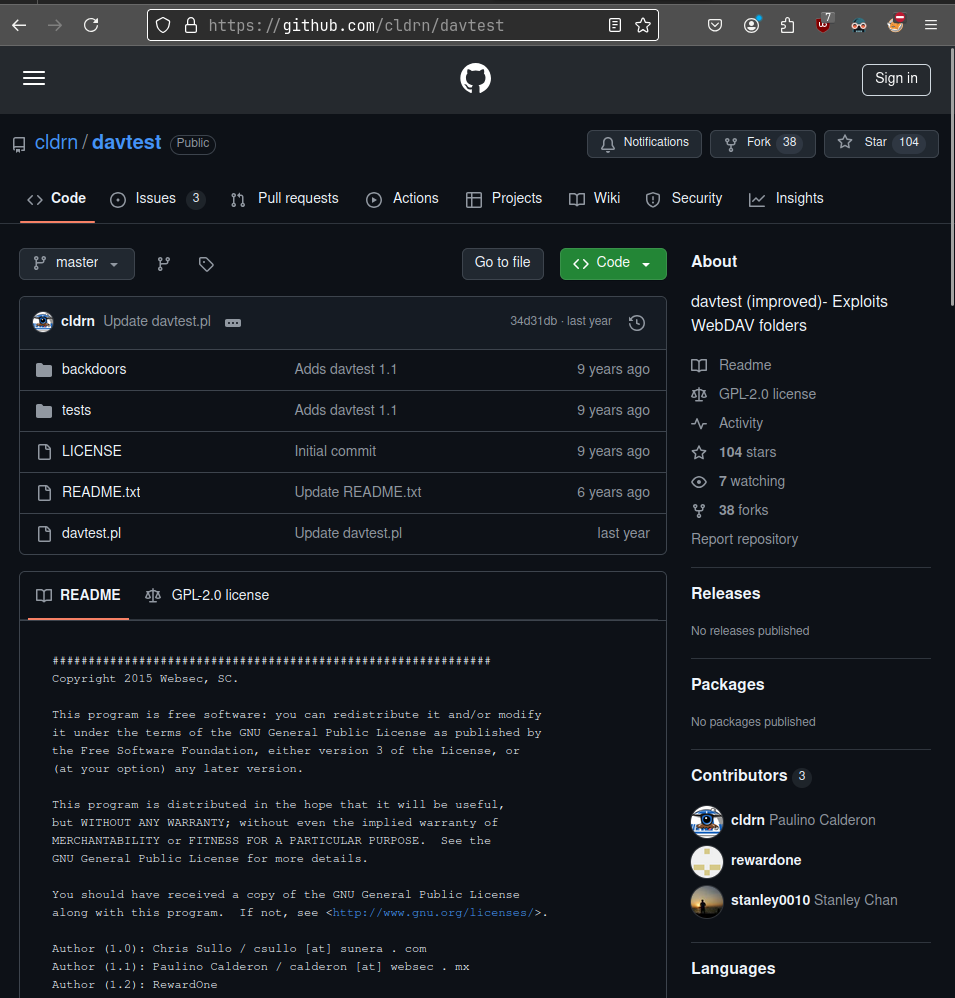 https://github.com/cldrn/davtest
7
Sign in
cldrn / davtest Public
Notifications
Fork 38
Star 104
Code
Issues 3
Pull requests
Actions
Projects
Wiki
Security
Insights
master
Go to file
Code
cldrn Update davtest.pl
34d31db · last year
backdoors Adds davtest 1.1 9 years ago
tests Adds davtest 1.1 9 years ago
LICENSE Initial commit 9 years ago
README.txt Update README.txt 6 years ago
davtest.pl Update davtest.pl last year
README
GPL-2.0 license
#############################################################
Copyright 2015 Websec, SC.
This program is free software: you can redistribute it and/or modify
it under the terms of the GNU General Public License as published by
the Free Software Foundation, either version 3 of the License, or
(at your option) any later version.
This program is distributed in the hope that it will be useful,
but WITHOUT ANY WARRANTY; without even the implied warranty of
MERCHANTABILITY or FITNESS FOR A PARTICULAR PURPOSE.  See the
GNU General Public License for more details.
You should have received a copy of the GNU General Public License
along with this program.  If not, see <http://www.gnu.org/licenses/>.
Author (1.0): Chris Sullo / csullo [at] sunera . com
Author (1.1): Paulino Calderon / calderon [at] websec . mx
Author (1.2): RewardOne
About
davtest (improved)- Exploits
WebDAV folders
Readme
GPL-2.0 license
Activity
104 stars
7 watching
38 forks
Report repository
Releases
No releases published
Packages
No packages published
Contributors 3
cldrn Paulino Calderon
rewardone
stanley0010 Stanley Chan
Languages